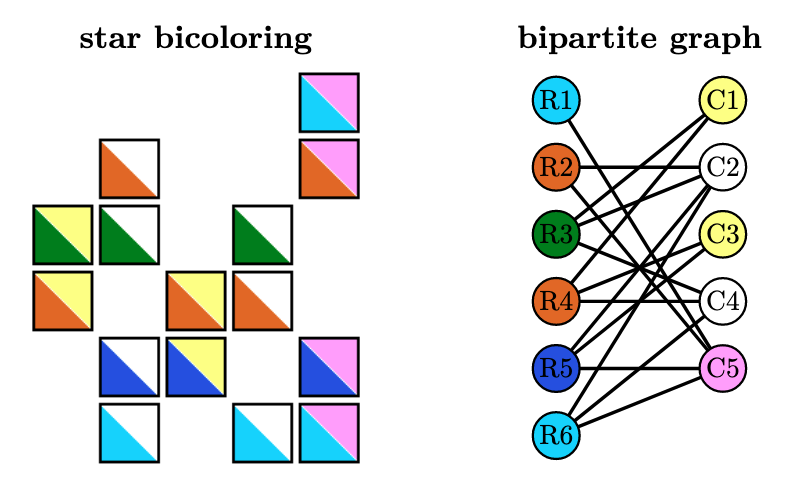 star bicoloring
bipartite graph
R1 C1
R2 C2
R3 C3
R4 C4
R5 C5
R6